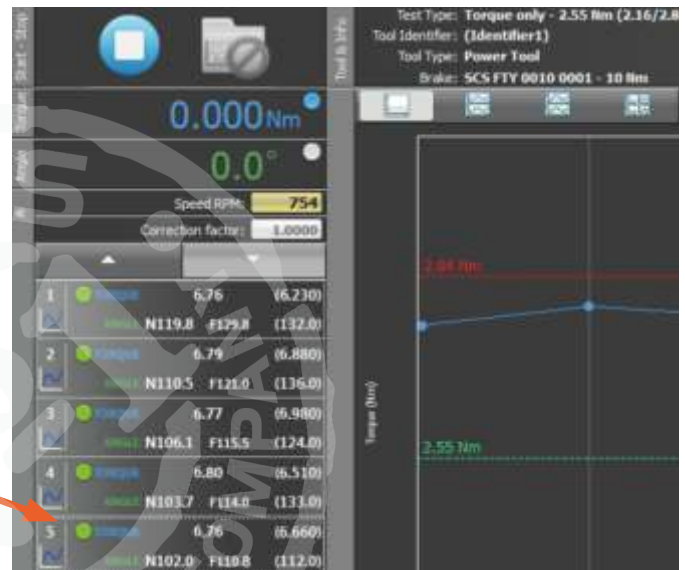 Start - Stop
Tool & Info
Test Type: Torque only - 2.55 Nm (2.16/2.8
Tool Identifier: (Identifier1)
Tool Type: Power Tool
Brake: SCS FTY 0010 0001 - 10 Nm
Torque
0.000 Nm
Angle
0.0°
Speed RPM: 754
Correction factor: 1.0000
1 TORQUE 6.76 (6.230)
ANGLE N119.8 F129.8 (132.0)
2 TORQUE 6.79 (6.880)
ANGLE N110.5 F121.0 (136.0)
3 TORQUE 6.77 (6.980)
ANGLE N106.1 F115.5 (124.0)
4 TORQUE 6.80 (6.510)
ANGLE N103.7 F114.0 (133.0)
5 TORQUE 6.76 (6.660)
ANGLE N102.0 F110.8 (112.0)
2.84 Nm
Torque (Nm)
2.55 Nm